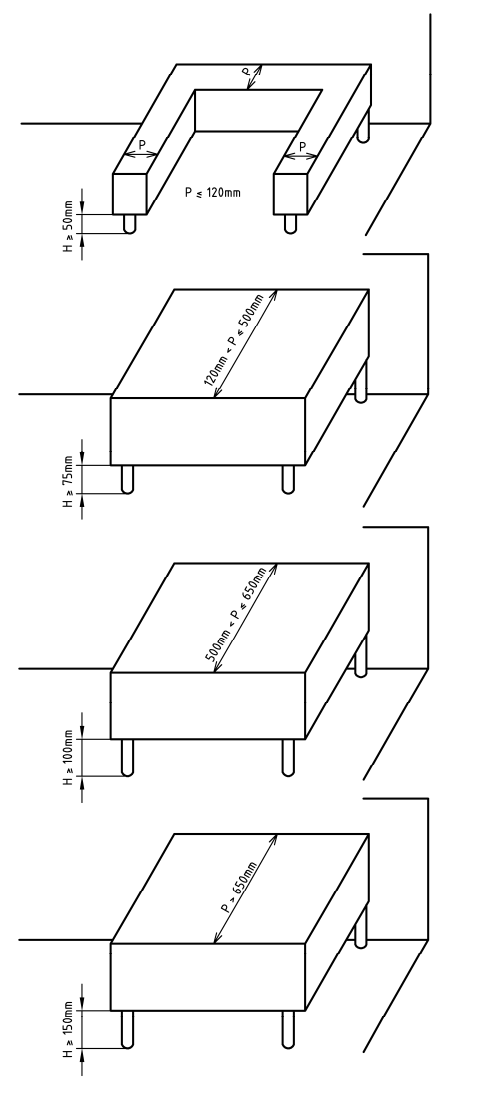 P
P
P
P ≤ 120mm
H ≥ 50mm
120mm < P ≤ 500mm
H ≥ 75mm
500mm < P ≤ 650mm
H ≥ 100mm
P > 650mm
H ≥ 150mm